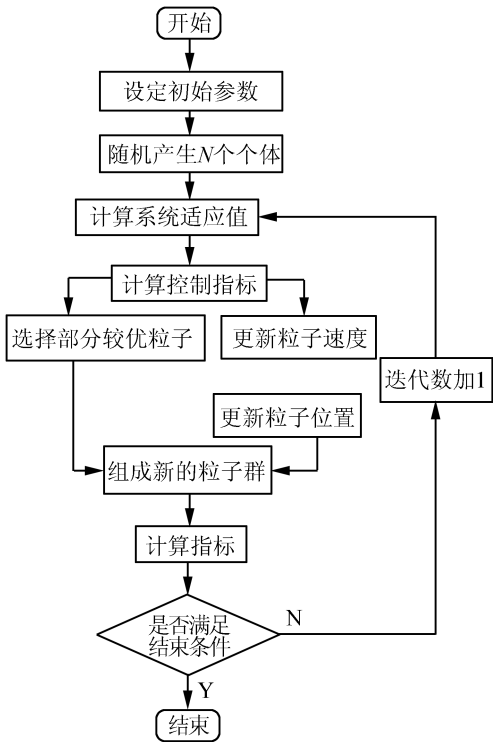 开始
设定初始参数
随机产生N个个体
计算系统适应值
计算控制指标
选择部分较优粒子
更新粒子速度
迭代数加1
更新粒子位置
组成新的粒子群
计算指标
是否满足
结束条件
N
Y
结束